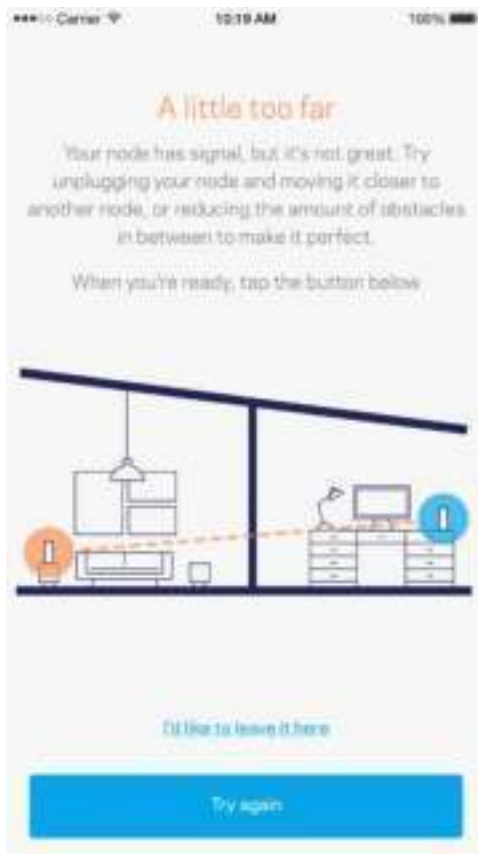 Carrier 10:19 AM 100%
A little too far
Your node has signal, but it's not great. Try
unplugging your node and moving it closer to
another node, or reducing the amount of obstacles
in between to make it perfect.
When you're ready, tap the button below
I'd like to leave it here
Try again